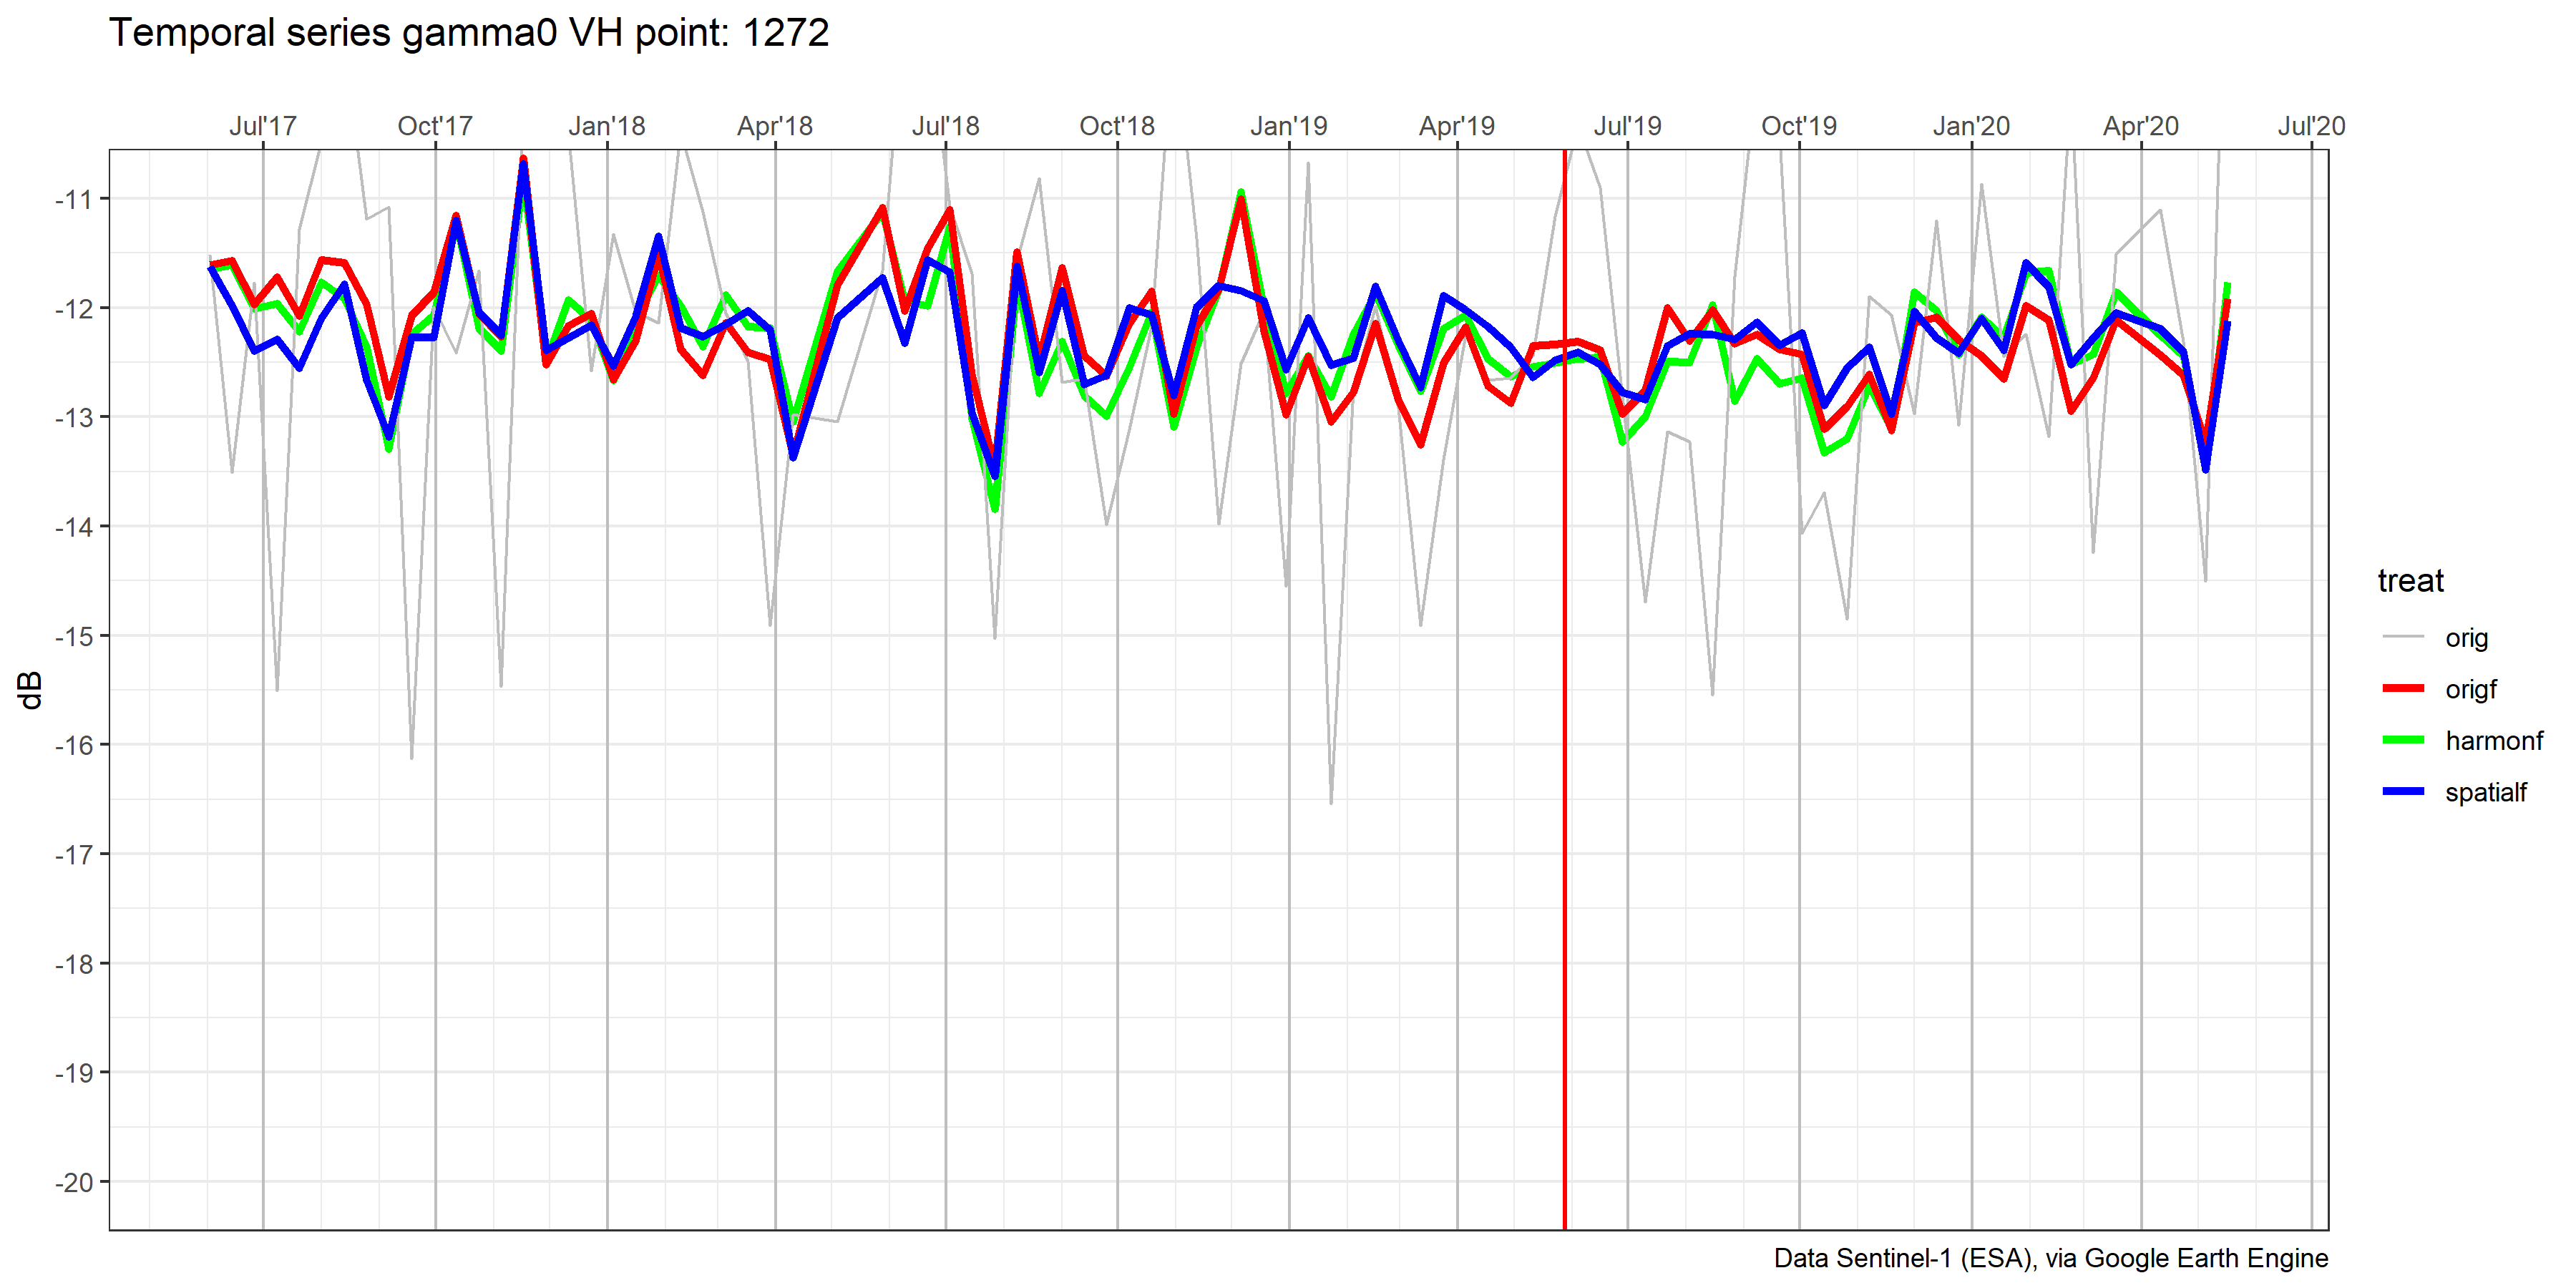 Temporal series gamma0 VH point: 1272
Jul'17 Oct'17 Jan'18 Apr'18 Jul'18 Oct'18 Jan'19 Apr'19 Jul'19 Oct'19 Jan'20 Apr'20 Jul'20
-11
-12
-13
-14
-15
-16
-17
-18
-19
-20
dB
treat
orig
origf
harmonf
spatialf
Data Sentinel-1 (ESA), via Google Earth Engine